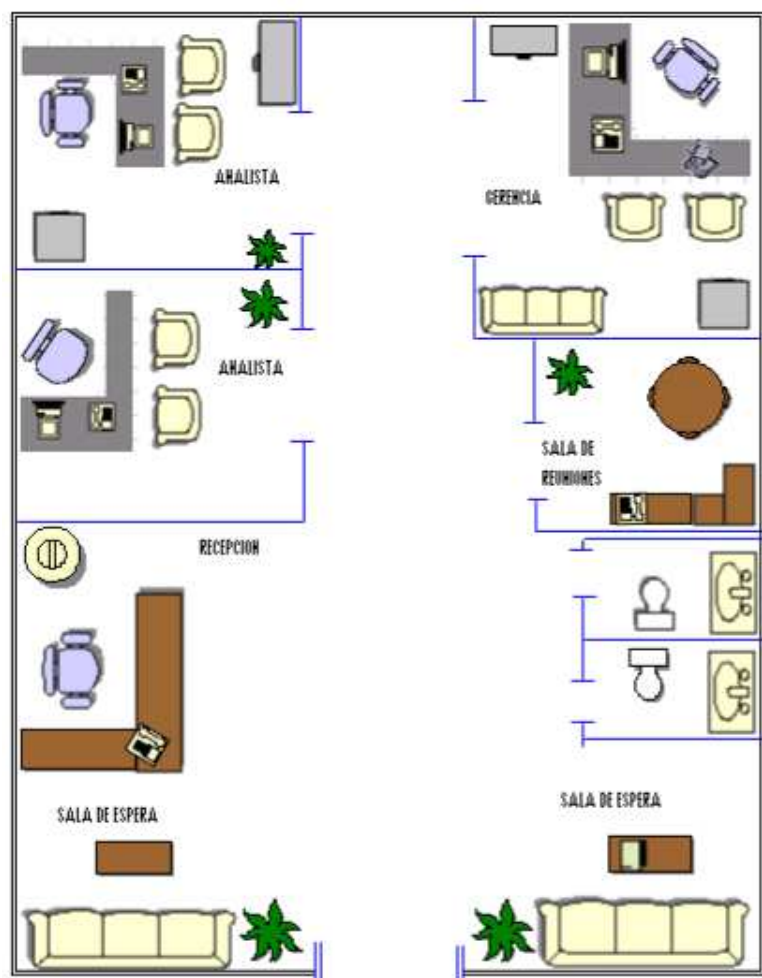 ANALISTA
GERENCIA
ANALISTA
SALA DE
REUNIONES
RECEPCION
SALA DE ESPERA
SALA DE ESPERA